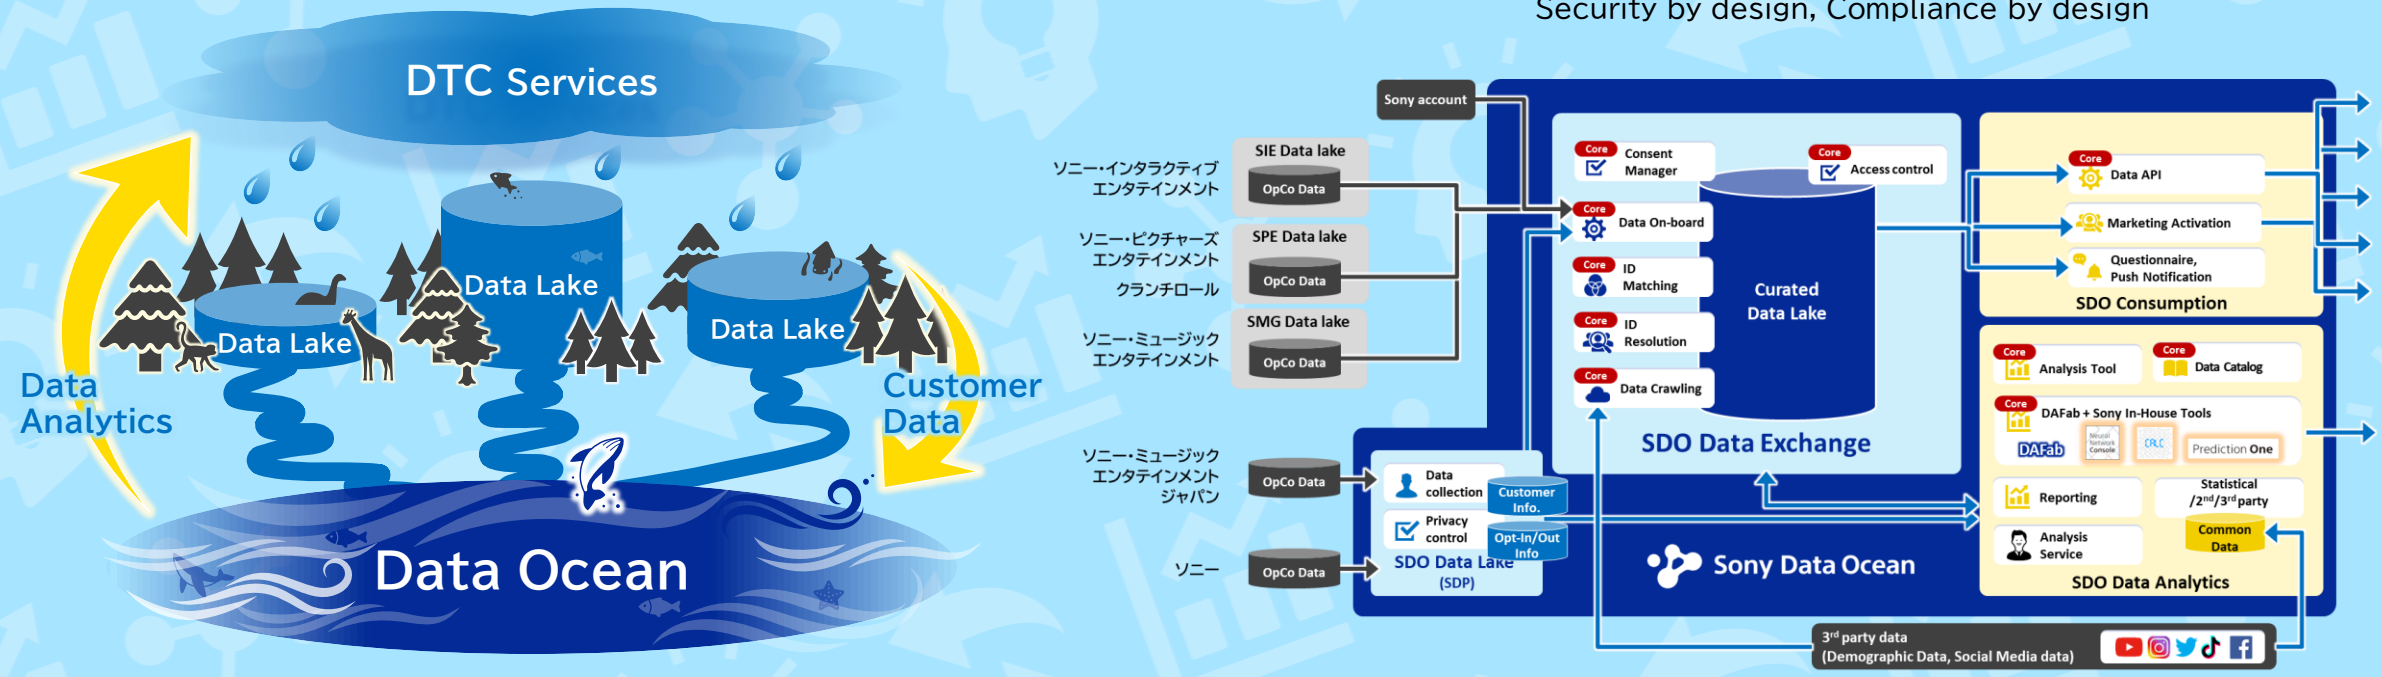 DTC Services
Data Lake
Data Lake
Data Lake
Data
Analytics
Customer
Data
Data Ocean
Security by design, Compliance by design
Sony account
ソニー・インタラクティブ
エンタテインメント
SIE Data lake
OpCo Data
ソニー・ピクチャーズ
エンタテインメント
クランチロール
SPE Data lake
OpCo Data
ソニー・ミュージック
エンタテインメント
SMG Data lake
OpCo Data
ソニー・ミュージック
エンタテインメント
ジャパン
OpCo Data
ソニー
OpCo Data
Data
collection
Customer
Info.
Privacy
control
Opt-In/Out
Info
SDO Data Lake
(SDP)
Core
Consent
Manager
Core
Access control
Core
Data On-board
Core
ID
Matching
Core
ID
Resolution
Core
Data Crawling
Curated
Data Lake
SDO Data Exchange
Sony Data Ocean
Core
Data API
Marketing Activation
Questionnaire,
Push Notification
SDO Consumption
Core
Analysis Tool
Core
Data Catalog
Core
DAFab + Sony In-House Tools
DAFab
Neural
Network
Console
CALC
Prediction One
Reporting
Statistical
/2nd/3rd party
Analysis
Service
Common
Data
SDO Data Analytics
3rd party data
(Demographic Data, Social Media data)